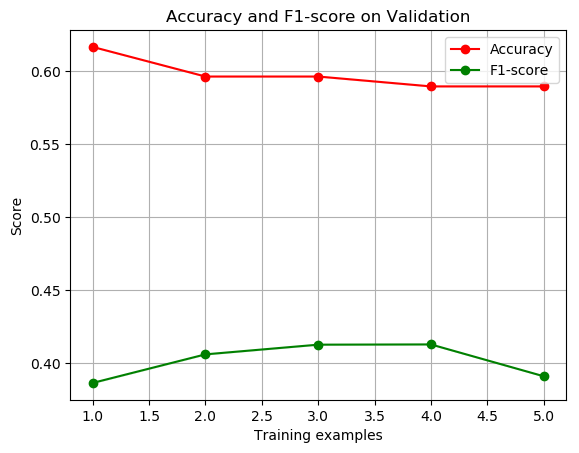 Accuracy and F1-score on Validation
Accuracy
F1-score
0.60
0.55
0.50
0.45
0.40
Score
1.0 1.5 2.0 2.5 3.0 3.5 4.0 4.5 5.0
Training examples